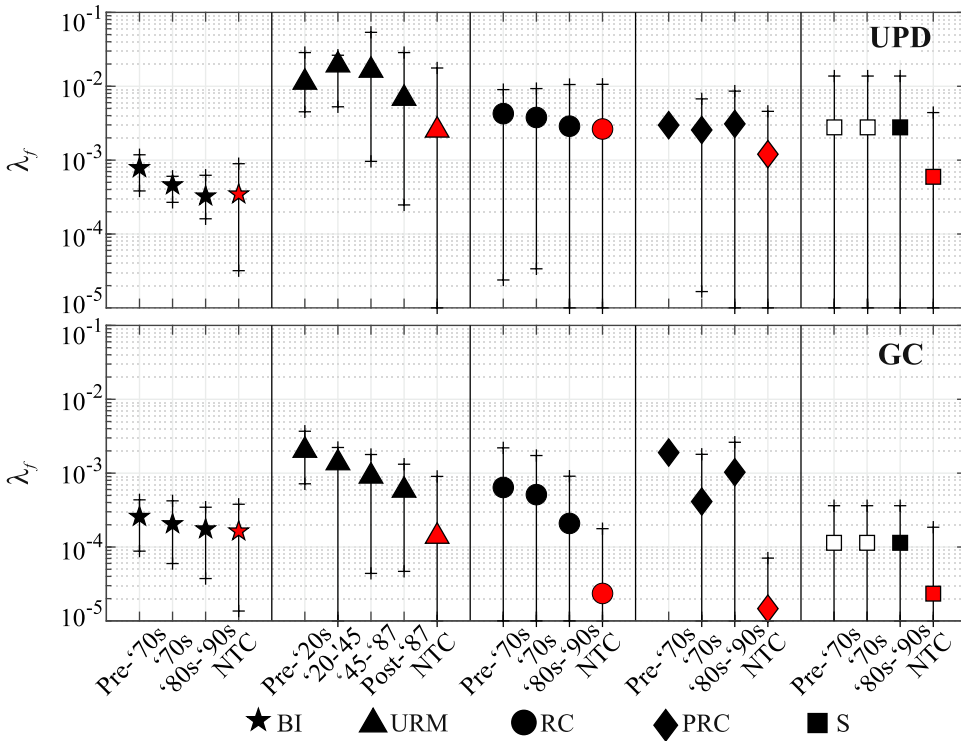 10^-1
UPD
10^-2
λ_f
10^-3
10^-4
10^-5
10^-1
GC
10^-2
λ_f
10^-3
10^-4
10^-5
Pre- ‘70s
‘70s
‘80s- ‘90s
NTC
Pre- ‘20s
‘20-‘45
‘45- ‘87
Post- ‘87
NTC
Pre- ‘70s
‘70s
‘80s- ‘90s
NTC
Pre- ‘70s
‘70s
‘80s- ‘90s
NTC
Pre- ‘70s
‘70s
‘80s- ‘90s
NTC
BI URM RC PRC S